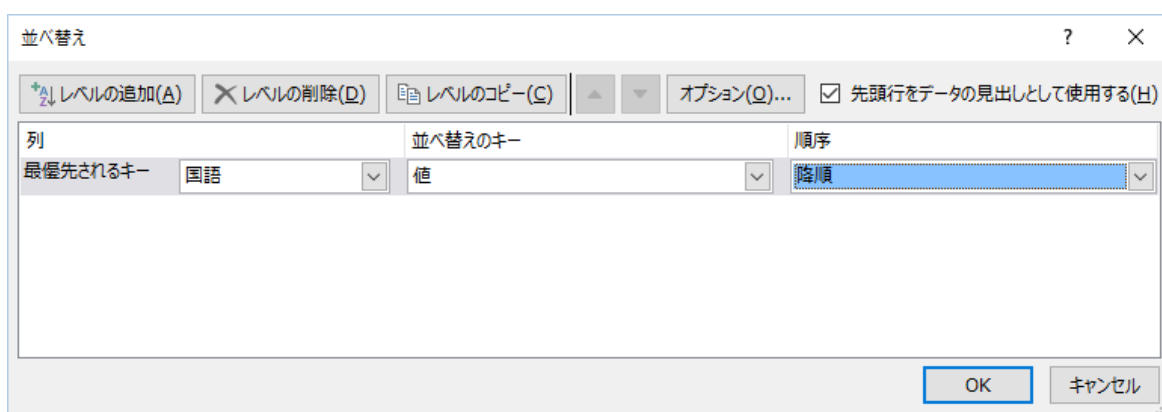 並べ替え ? ×
レベルの追加(A) レベルの削除(D) レベルのコピー(C) オプション(O)... 先頭行をデータの見出しとして使用する(H)
列 並べ替えのキー 順序
最優先されるキー 国語 値 降順
OK キャンセル